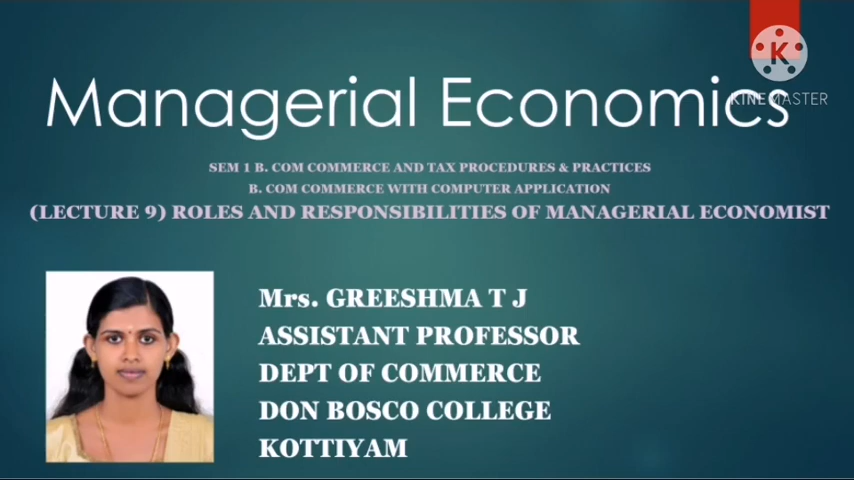 K
KINEMASTER
Managerial Economics
SEM 1 B. COM COMMERCE AND TAX PROCEDURES & PRACTICES
B. COM COMMERCE WITH COMPUTER APPLICATION
(LECTURE 9) ROLES AND RESPONSIBILITIES OF MANAGERIAL ECONOMIST
Mrs. GREESHMA T J
ASSISTANT PROFESSOR
DEPT OF COMMERCE
DON BOSCO COLLEGE
KOTTIYAM